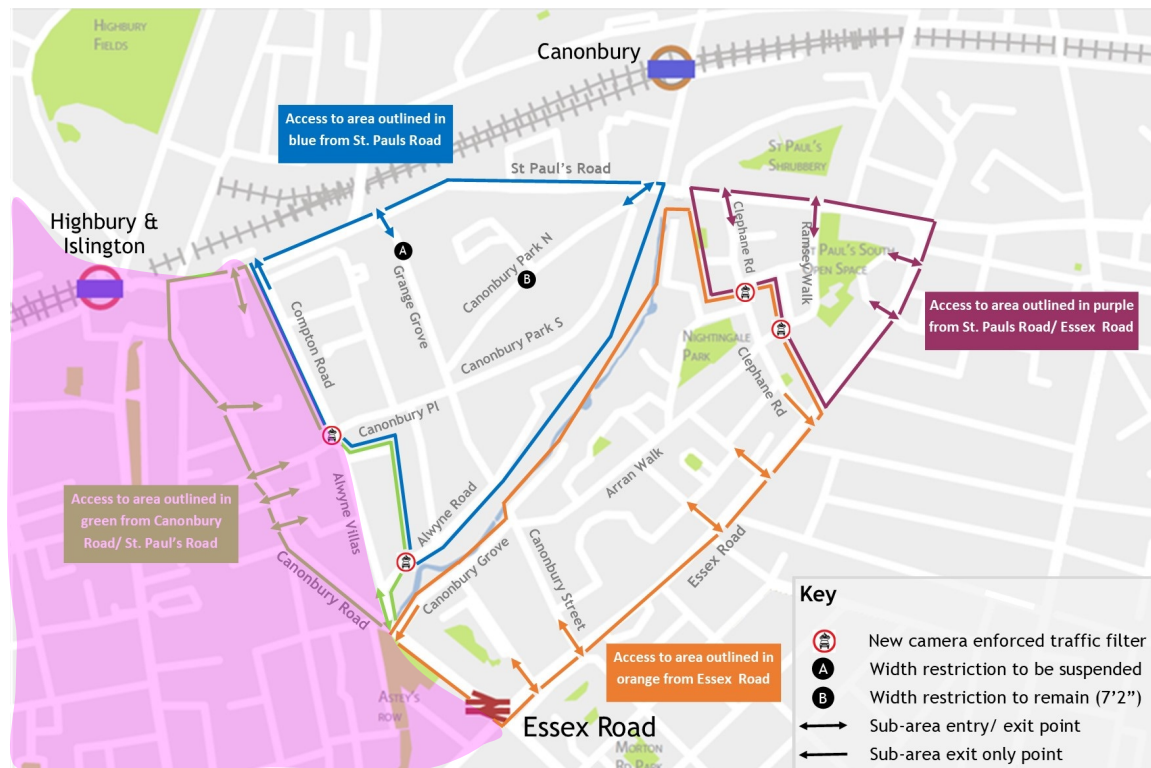 HIGHBURY
FIELDS
Canonbury
Access to area outlined in
blue from St. Pauls Road
ST PAUL'S
SHRUBBERY
St Paul's Road
Highbury &
Islington
A
Grange Grove
Canonbury Park N
B
Clephane Rd
Ramsey Walk
ST PAUL'S SOUTH
OPEN SPACE
Access to area outlined in purple
from St. Pauls Road/ Essex Road
Compton Road
Canonbury Park S
NIGHTINGALE
PARK
Clephane Rd
Canonbury Pl
Arran Walk
Alwyne Villas
Alwyne Road
Access to area outlined in
green from Canonbury
Road/ St. Paul's Road
Canonbury Road
Canonbury Grove
Canonbury Street
Essex Road
Access to area outlined in
orange from Essex Road
ASTEY'S
ROW
Essex Road
MORTON
RD PARK
Key
New camera enforced traffic filter
A Width restriction to be suspended
B Width restriction to remain (7'2")
Sub-area entry/ exit point
Sub-area exit only point